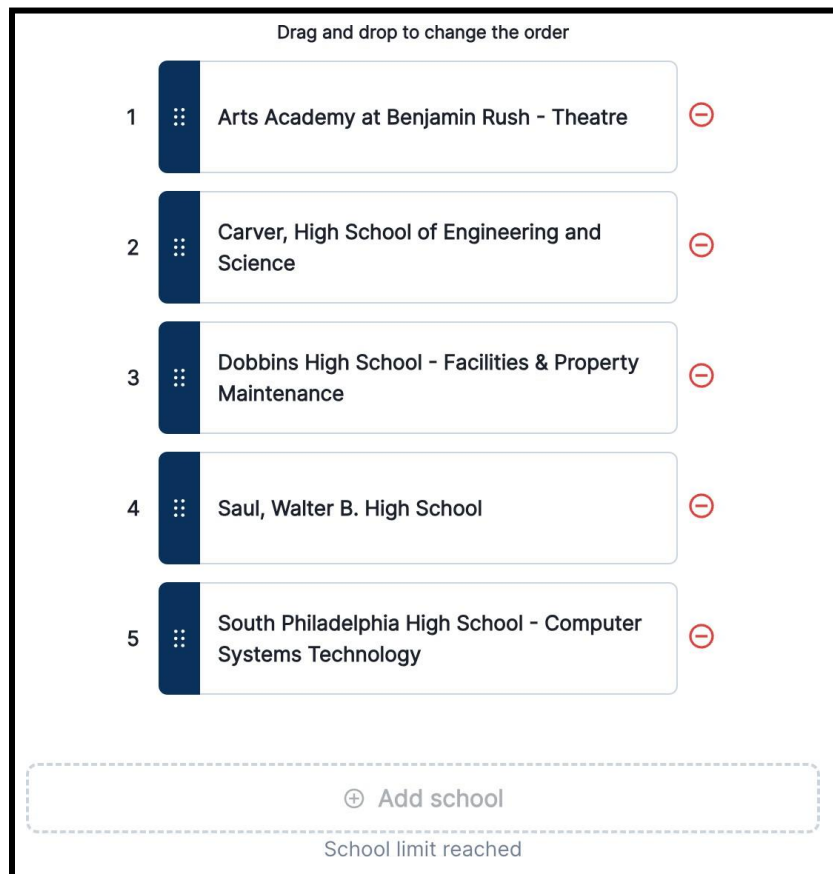 Drag and drop to change the order
1
Arts Academy at Benjamin Rush - Theatre
2
Carver, High School of Engineering and
Science
3
Dobbins High School - Facilities & Property
Maintenance
4
Saul, Walter B. High School
5
South Philadelphia High School - Computer
Systems Technology
Add school
School limit reached